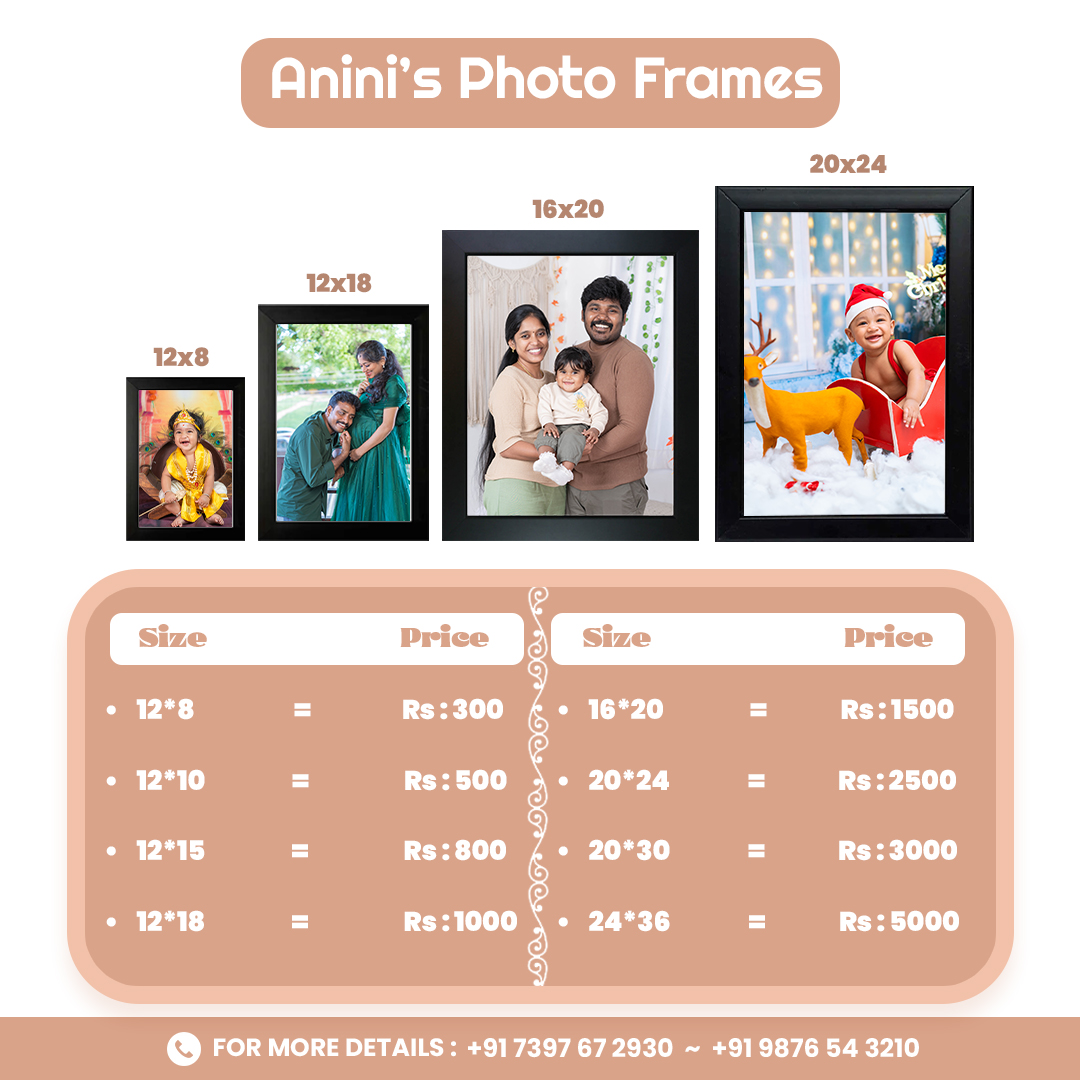 Anini's Photo Frames
20x24
16x20
12x18
12x8
Size Price
12*8 = Rs:300
12*10 = Rs:500
12*15 = Rs:800
12*18 = Rs:1000
Size Price
16*20 = Rs:1500
20*24 = Rs:2500
20*30 = Rs:3000
24*36 = Rs:5000
FOR MORE DETAILS : +91 7397 67 2930 ~ +91 9876 54 3210